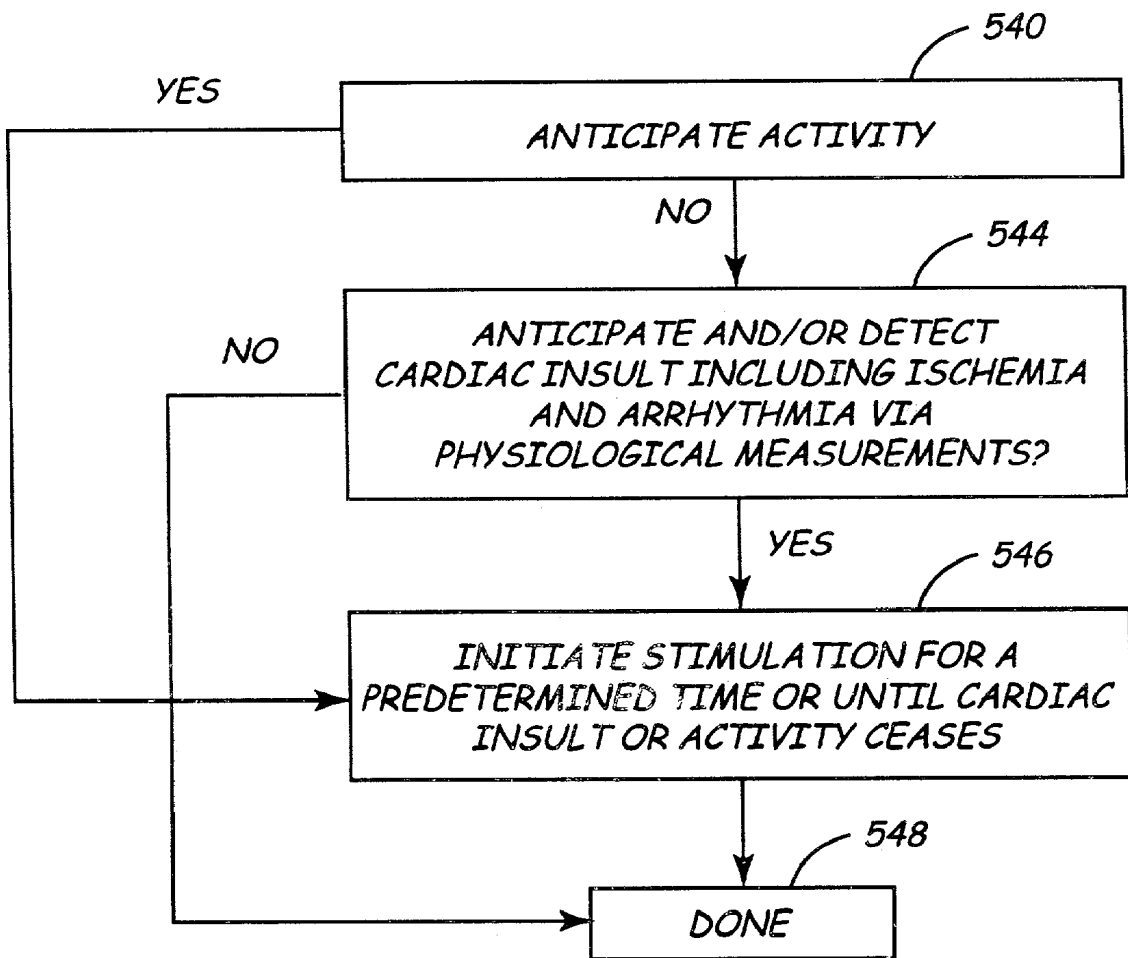 540
YES
ANTICIPATE ACTIVITY
NO
544
NO
ANTICIPATE AND/OR DETECT
CARDIAC INSULT INCLUDING ISCHEMIA
AND ARRHYTHMIA VIA
PHYSIOLOGICAL MEASUREMENTS?
YES
546
INITIATE STIMULATION FOR A
PREDETERMINED TIME OR UNTIL CARDIAC
INSULT OR ACTIVITY CEASES
548
DONE